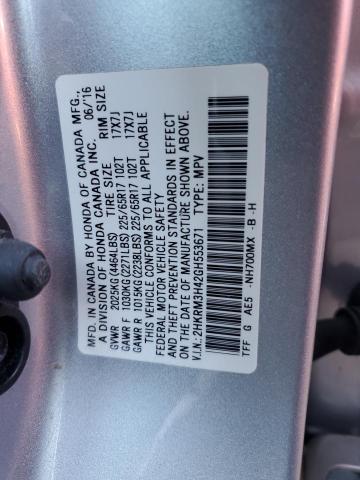 MFD. IN CANADA BY HONDA OF CANADA MFG., 06/'16
A DIVISION OF HONDA CANADA INC.
TIRE SIZE RIM SIZE
GVWR 2025KG(4464LBS)
GAWR F 1030KG(2271LBS) 225/65R17 102T 17X7J
GAWR R 1015KG(2238LBS) 225/65R17 102T 17X7J
THIS VEHICLE CONFORMS TO ALL APPLICABLE
FEDERAL MOTOR VEHICLE SAFETY
& THEFT PREVENTION STANDARDS IN EFFECT
ON THE DATE OF MANUFACTURE SHOWN ABOVE.
V.I.N.: 2HKRM3H42GH553671 TYPE: MPV
TFF G AE5 -NH700MX -B -H